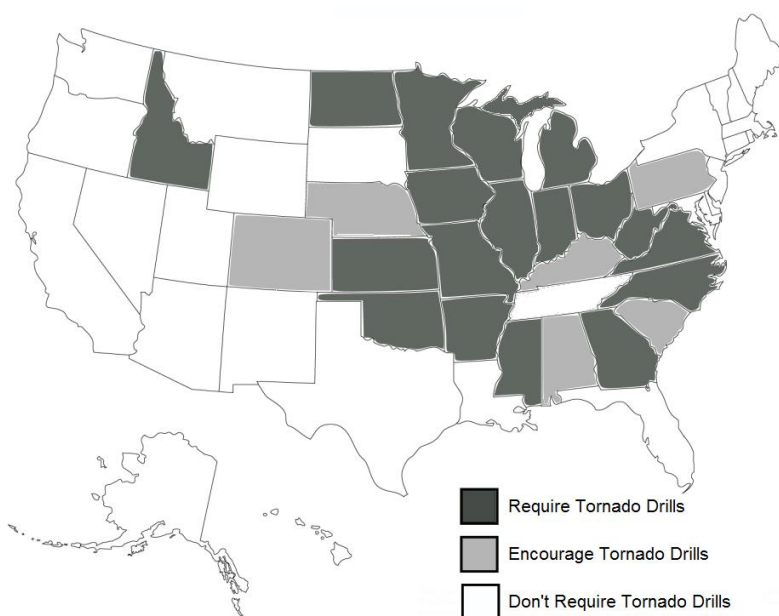 Require Tornado Drills
Encourage Tornado Drills
Don't Require Tornado Drills